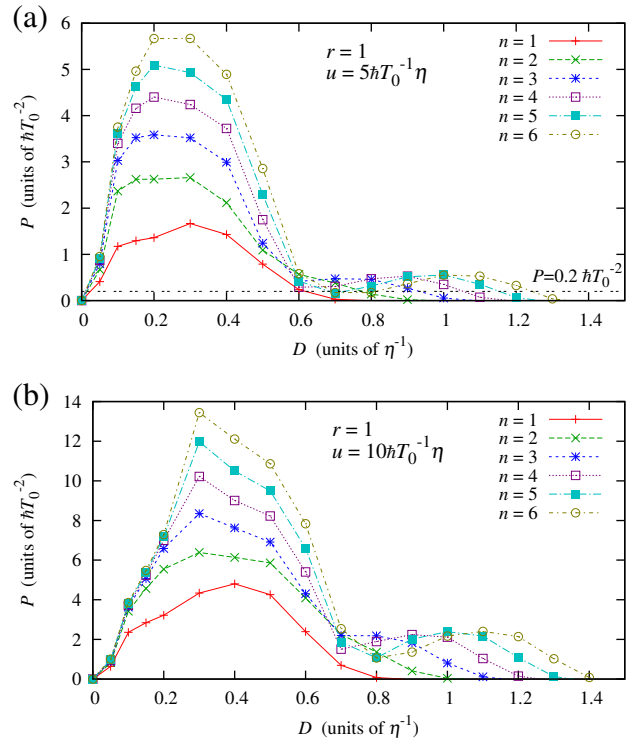 (a)
6
5
4
3
2
1
0
P (units of ℏT₀⁻²)
r = 1
u = 5ℏT₀⁻¹η
n = 1
n = 2
n = 3
n = 4
n = 5
n = 6
P=0.2 ℏT₀⁻²
0 0.2 0.4 0.6 0.8 1 1.2 1.4
D (units of η⁻¹)
(b)
14
12
10
8
6
4
2
0
P (units of ℏT₀⁻²)
r = 1
u = 10ℏT₀⁻¹η
n = 1
n = 2
n = 3
n = 4
n = 5
n = 6
0 0.2 0.4 0.6 0.8 1 1.2 1.4
D (units of η⁻¹)